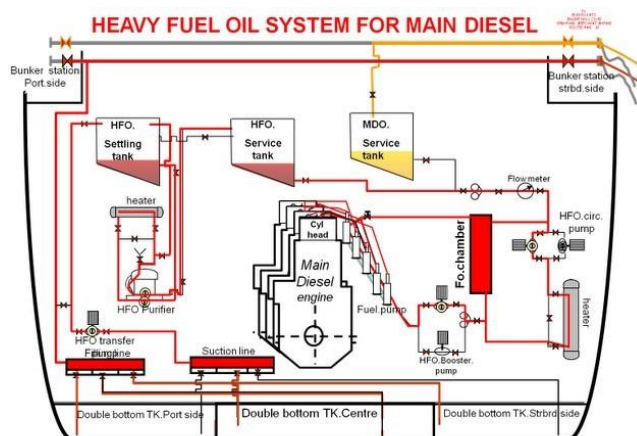 HEAVY FUEL OIL SYSTEM FOR MAIN DIESEL
Bunker station
Port.side
Bunker station
strbd.side
HFO.
Settling
tank
HFO.
Service
tank
MDO.
Service
tank
Flowmeter
heater
HFO Purifier
Cyl
head
Main
Diesel
engine
Fo.chamber
HFO.circ.
pump
heater
Fuel.pump
HFO.Booster.
pump
HFO transfer
pump
line
Suction line
Double bottom TK.Port side
Double bottom TK.Centre
Double bottom TK.Strbrd side